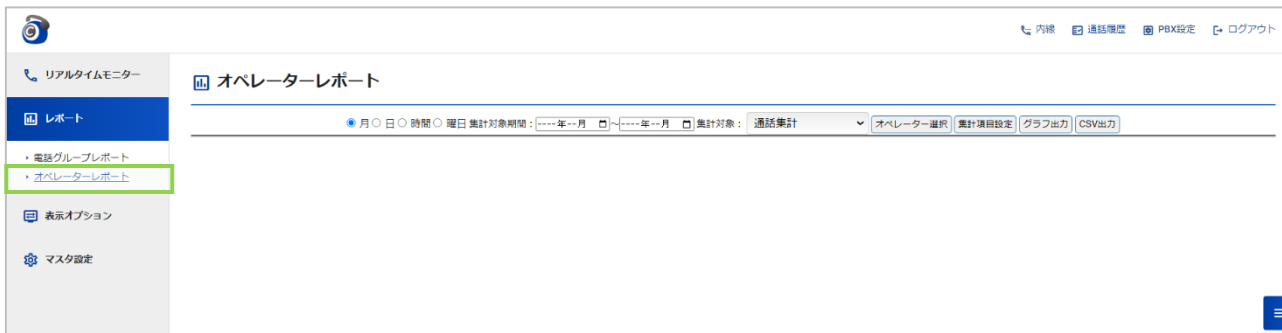 内線 通話履歴 PBX設定 ログアウト
リアルタイムモニター
オペレーターレポート
レポート
月 日 時間 曜日 集計対象期間：----年--月 ～ ----年--月 集計対象： 通話集計 オペレーター選択 集計項目設定 グラフ出力 CSV出力
電話グループレポート
オペレーターレポート
表示オプション
マスタ設定